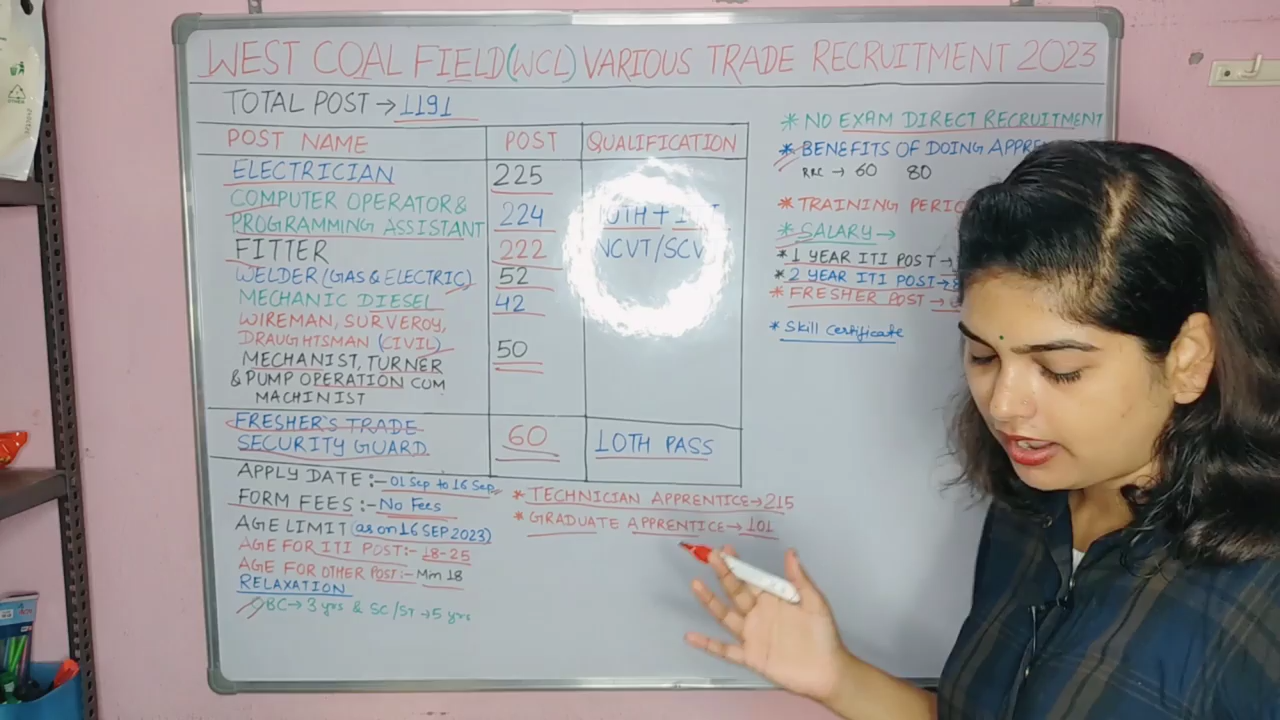 WEST COAL FIELD(WCL) VARIOUS TRADE RECRUITMENT 2023
TOTAL POST → 1191
POST NAME POST QUALIFICATION
ELECTRICIAN 225
COMPUTER OPERATOR &
PROGRAMMING ASSISTANT 224
FITTER 222 NCVT/SCV
WELDER (GAS & ELECTRIC) 52
MECHANIC DIESEL 42
WIREMAN, SURVEROY,
DRAUGHTSMAN (CIVIL) 50
MECHANIST, TURNER
& PUMP OPERATION CUM
MACHINIST
FRESHER'S TRADE
SECURITY GUARD 60 10TH PASS
APPLY DATE :- 01 Sep to 16 Sep
FORM FEES :- No Fees
AGE LIMIT (as on 16 SEP 2023)
AGE FOR ITI POST:- 18-25
AGE FOR OTHER POST:- Min 18
RELAXATION
OBC → 3 yrs & SC/ST → 5 yrs
* TECHNICIAN APPRENTICE → 215
* GRADUATE APPRENTICE → 101
* NO EXAM DIRECT RECRUITMENT
* BENEFITS OF DOING APPRE
RRC → 60 80
* TRAINING PERIO
* SALARY →
* 1 YEAR ITI POST →
* 2 YEAR ITI POST →
* FRESHER POST →
* Skill Certificate